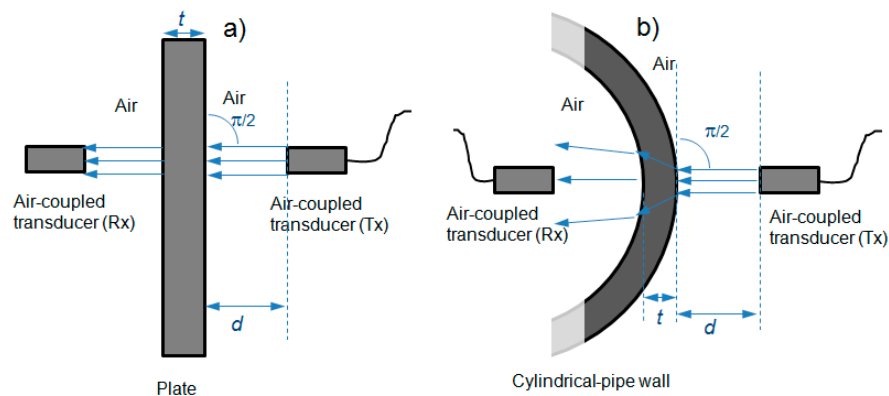 t
a)
Air
Air
π/2
Air-coupled
transducer (Rx)
Air-coupled
transducer (Tx)
d
Plate
b)
Air
Air
π/2
Air-coupled
transducer (Rx)
Air-coupled
transducer (Tx)
t
d
Cylindrical-pipe wall